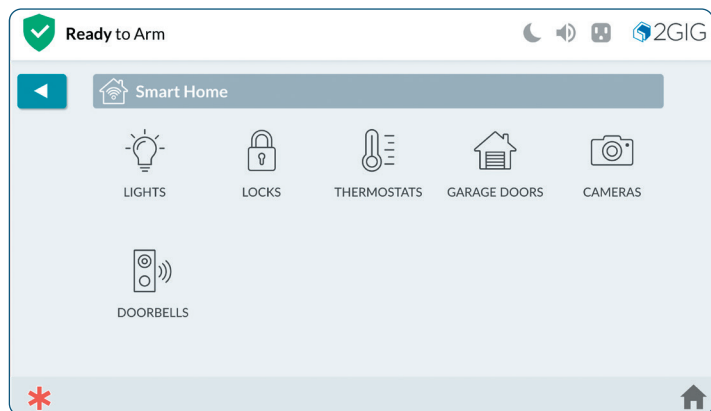 Ready to Arm
2GIG
Smart Home
LIGHTS
LOCKS
THERMOSTATS
GARAGE DOORS
CAMERAS
DOORBELLS